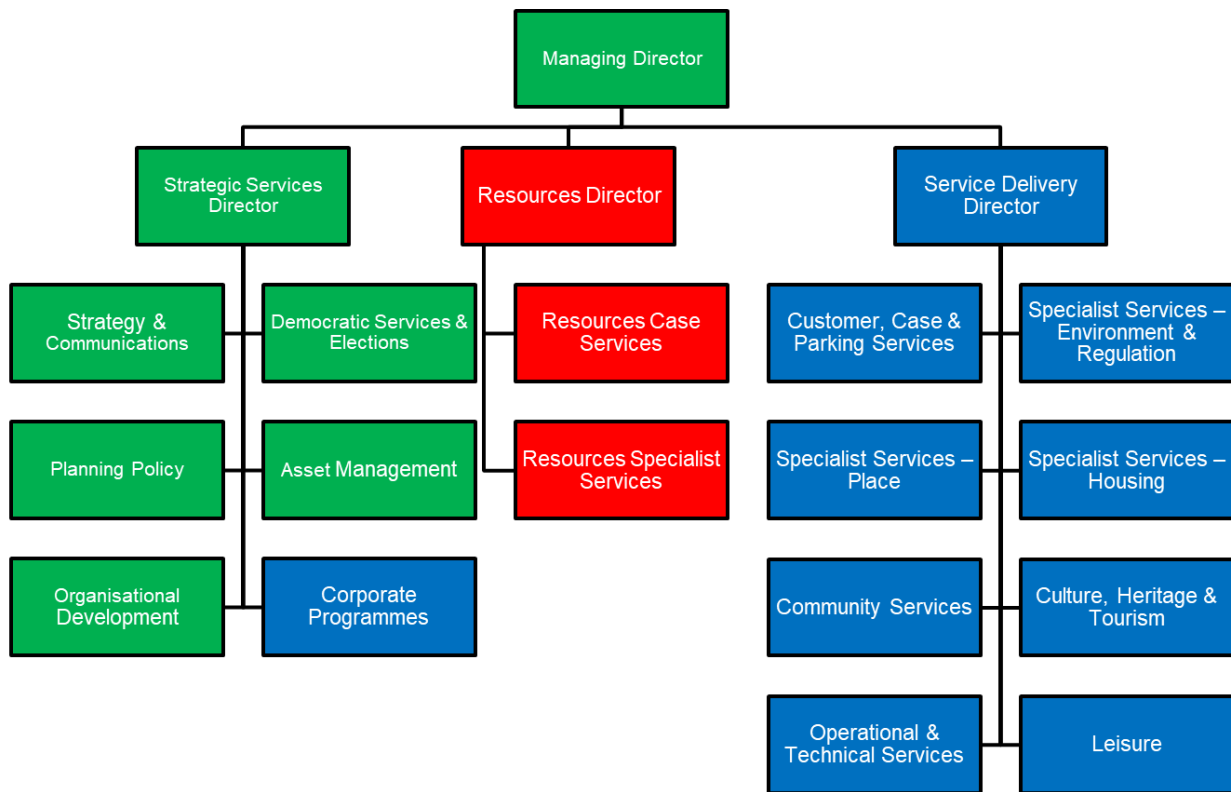 Managing Director
Strategic Services
Director
Resources Director
Service Delivery
Director
Strategy &
Communications
Democratic Services &
Elections
Resources Case
Services
Customer, Case &
Parking Services
Specialist Services –
Environment &
Regulation
Planning Policy
Asset Management
Resources Specialist
Services
Specialist Services –
Place
Specialist Services –
Housing
Organisational
Development
Corporate
Programmes
Community Services
Culture, Heritage &
Tourism
Operational &
Technical Services
Leisure